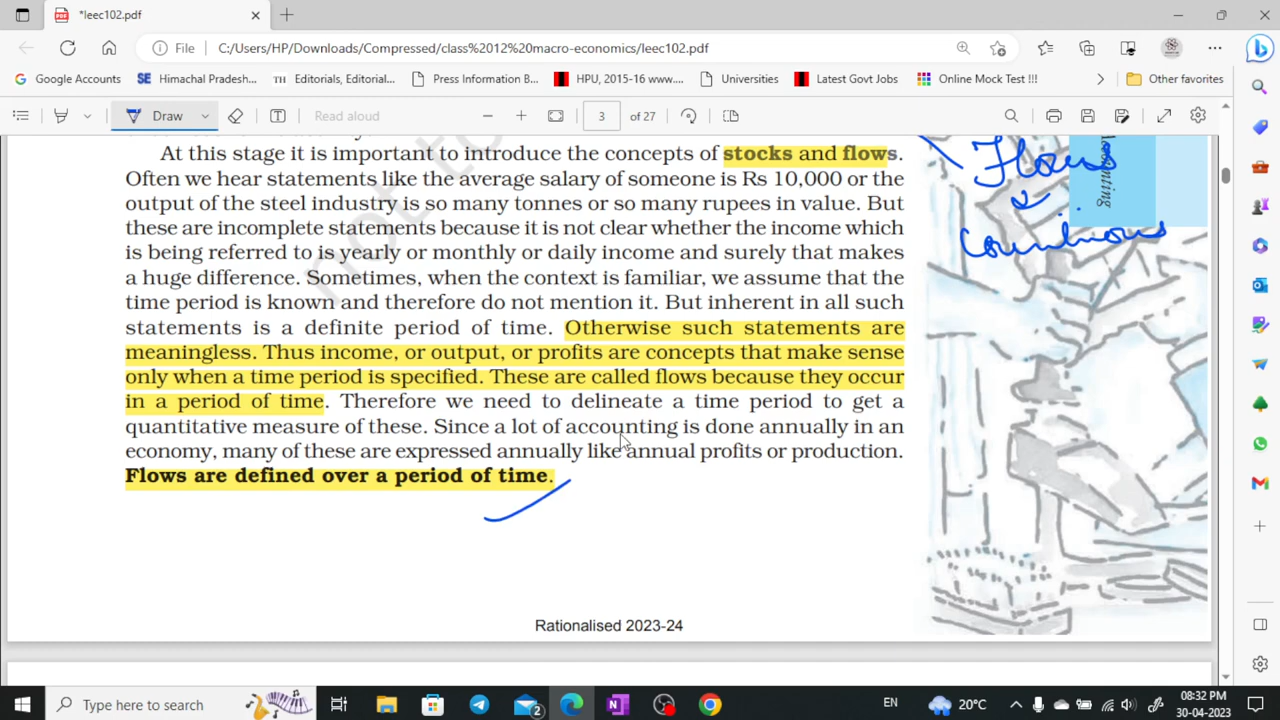 *leec102.pdf
File
C:/Users/HP/Downloads/Compressed/class%2012%20macro-economics/leec102.pdf
Google Accounts
SE Himachal Pradesh...
TH Editorials, Editorial...
Press Information B...
HPU, 2015-16 www....
Universities
Latest Govt Jobs
Online Mock Test !!!
Other favorites
Draw
Read aloud
3 of 27
At this stage it is important to introduce the concepts of stocks and flows.
Often we hear statements like the average salary of someone is Rs 10,000 or the
output of the steel industry is so many tonnes or so many rupees in value. But
these are incomplete statements because it is not clear whether the income which
is being referred to is yearly or monthly or daily income and surely that makes
a huge difference. Sometimes, when the context is familiar, we assume that the
time period is known and therefore do not mention it. But inherent in all such
statements is a definite period of time. Otherwise such statements are
meaningless. Thus income, or output, or profits are concepts that make sense
only when a time period is specified. These are called flows because they occur
in a period of time. Therefore we need to delineate a time period to get a
quantitative measure of these. Since a lot of accounting is done annually in an
economy, many of these are expressed annually like annual profits or production.
Flows are defined over a period of time.
Flows
Rationalised 2023-24
Type here to search
2
EN
20°C
08:32 PM
30-04-2023